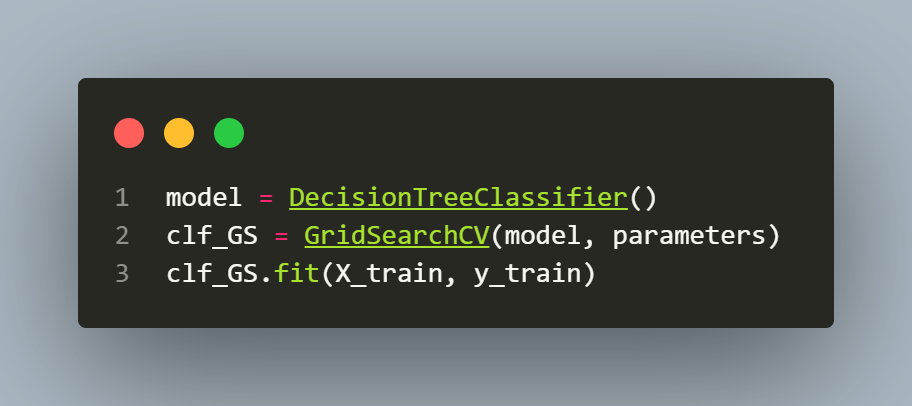 1 model = DecisionTreeClassifier()
2 clf_GS = GridSearchCV(model, parameters)
3 clf_GS.fit(X_train, y_train)